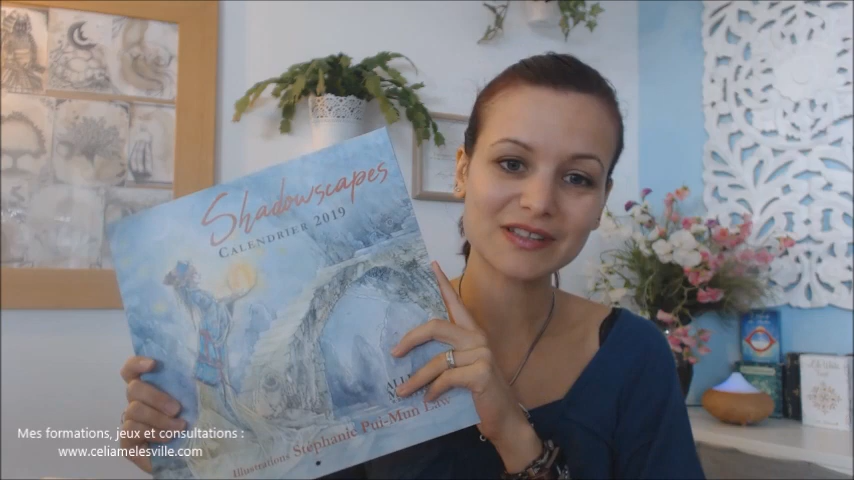 Shadowscapes
CALENDRIER 2019
Illustrations Stéphanie Pui-Mun Law
Mes formations, jeux et consultations :
www.celiamelesville.com